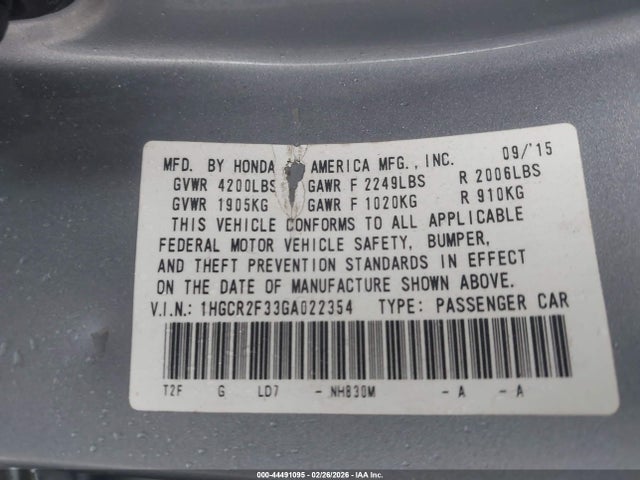 MFD. BY HONDA AMERICA MFG., INC. 09/'15
GVWR 4200LBS GAWR F 2249LBS R 2006LBS
GVWR 1905KG GAWR F 1020KG R 910KG
THIS VEHICLE CONFORMS TO ALL APPLICABLE
FEDERAL MOTOR VEHICLE SAFETY, BUMPER,
AND THEFT PREVENTION STANDARDS IN EFFECT
ON THE DATE OF MANUFACTURE SHOWN ABOVE.
V.I.N.: 1HGCR2F33GA022354 TYPE: PASSENGER CAR
T2F G LD7 - NH830M - A - A
000-44491095 - 02/26/2026 - IAA Inc.